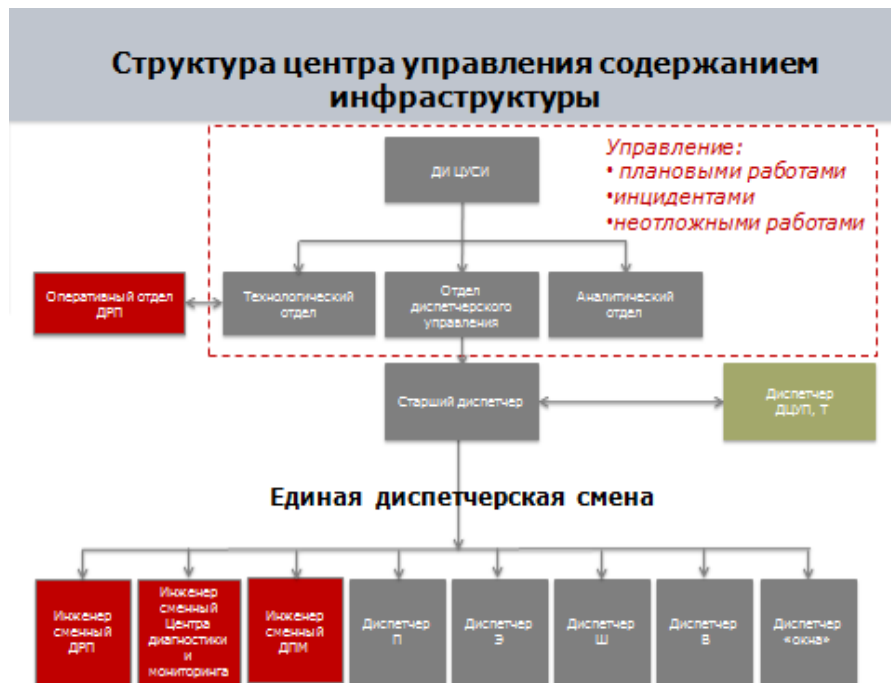 Структура центра управления содержанием
инфраструктуры
Управление:
• плановыми работами
•инцидентами
•неотложными работами
ДИ ЦУСИ
Оперативный отдел
ДРП
Технологический
отдел
Отдел
диспетчерского
управления
Аналитический
отдел
Старший диспетчер
Диспетчер
ДЦУП, Т
Единая диспетчерская смена
Инженер
сменный
ДРП
Инженер
сменный
Центра
диагностики
и
мониторинга
Инженер
сменный
ДПМ
Диспетчер
П
Диспетчер
Э
Диспетчер
Ш
Диспетчер
В
Диспетчер
«окна»